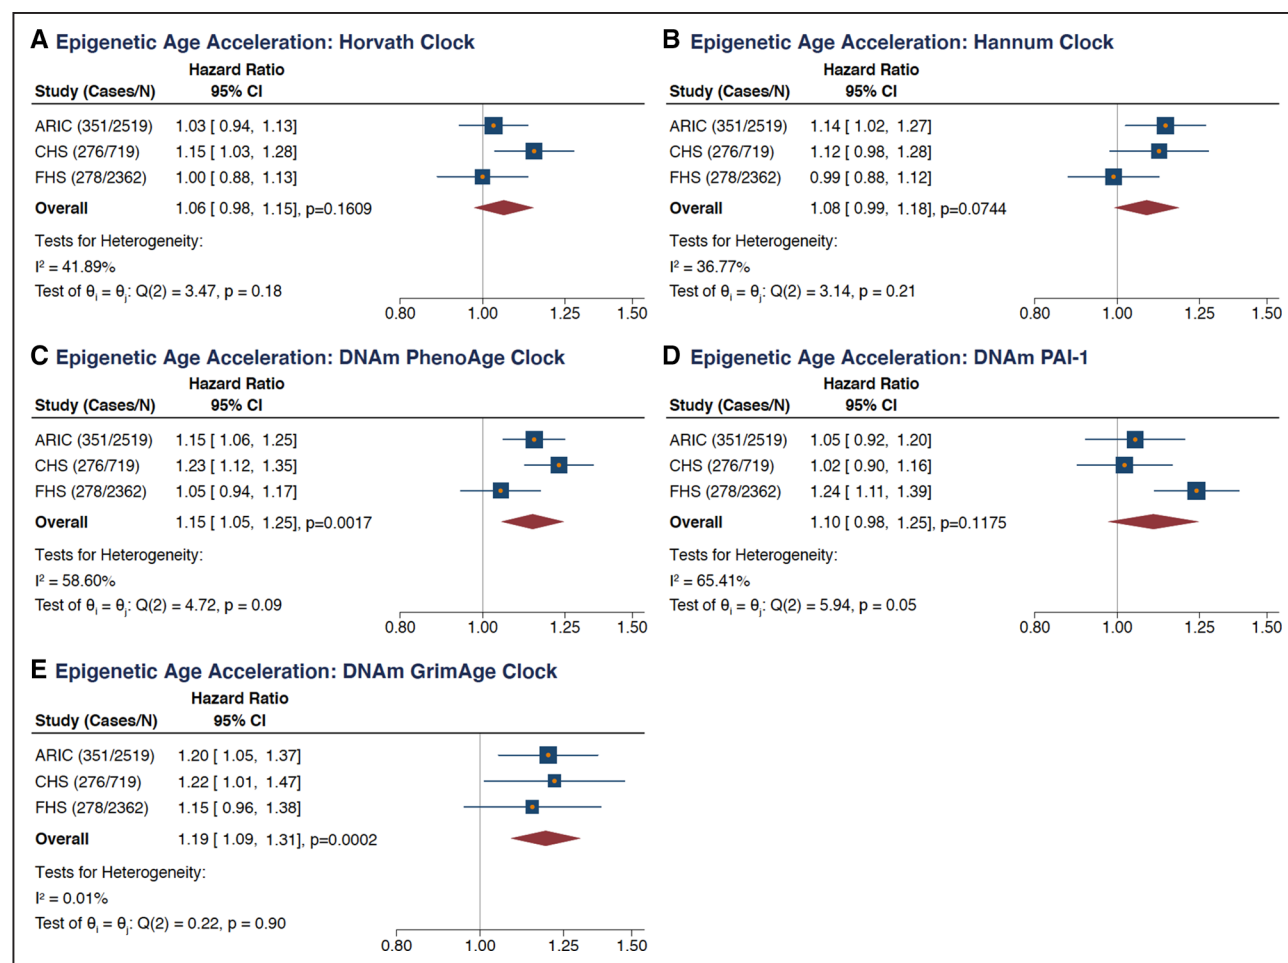 A Epigenetic Age Acceleration: Horvath Clock
Hazard Ratio
Study (Cases/N) 95% CI
ARIC (351/2519) 1.03 [ 0.94, 1.13]
CHS (276/719) 1.15 [ 1.03, 1.28]
FHS (278/2362) 1.00 [ 0.88, 1.13]
Overall 1.06 [ 0.98, 1.15], p=0.1609
Tests for Heterogeneity:
I² = 41.89%
Test of θi = θj: Q(2) = 3.47, p = 0.18
0.80 1.00 1.25 1.50
B Epigenetic Age Acceleration: Hannum Clock
Hazard Ratio
Study (Cases/N) 95% CI
ARIC (351/2519) 1.14 [ 1.02, 1.27]
CHS (276/719) 1.12 [ 0.98, 1.28]
FHS (278/2362) 0.99 [ 0.88, 1.12]
Overall 1.08 [ 0.99, 1.18], p=0.0744
Tests for Heterogeneity:
I² = 36.77%
Test of θi = θj: Q(2) = 3.14, p = 0.21
0.80 1.00 1.25 1.50
C Epigenetic Age Acceleration: DNAm PhenoAge Clock
Hazard Ratio
Study (Cases/N) 95% CI
ARIC (351/2519) 1.15 [ 1.06, 1.25]
CHS (276/719) 1.23 [ 1.12, 1.35]
FHS (278/2362) 1.05 [ 0.94, 1.17]
Overall 1.15 [ 1.05, 1.25], p=0.0017
Tests for Heterogeneity:
I² = 58.60%
Test of θi = θj: Q(2) = 4.72, p = 0.09
0.80 1.00 1.25 1.50
D Epigenetic Age Acceleration: DNAm PAI-1
Hazard Ratio
Study (Cases/N) 95% CI
ARIC (351/2519) 1.05 [ 0.92, 1.20]
CHS (276/719) 1.02 [ 0.90, 1.16]
FHS (278/2362) 1.24 [ 1.11, 1.39]
Overall 1.10 [ 0.98, 1.25], p=0.1175
Tests for Heterogeneity:
I² = 65.41%
Test of θi = θj: Q(2) = 5.94, p = 0.05
0.80 1.00 1.25 1.50
E Epigenetic Age Acceleration: DNAm GrimAge Clock
Hazard Ratio
Study (Cases/N) 95% CI
ARIC (351/2519) 1.20 [ 1.05, 1.37]
CHS (276/719) 1.22 [ 1.01, 1.47]
FHS (278/2362) 1.15 [ 0.96, 1.38]
Overall 1.19 [ 1.09, 1.31], p=0.0002
Tests for Heterogeneity:
I² = 0.01%
Test of θi = θj: Q(2) = 0.22, p = 0.90
0.80 1.00 1.25 1.50